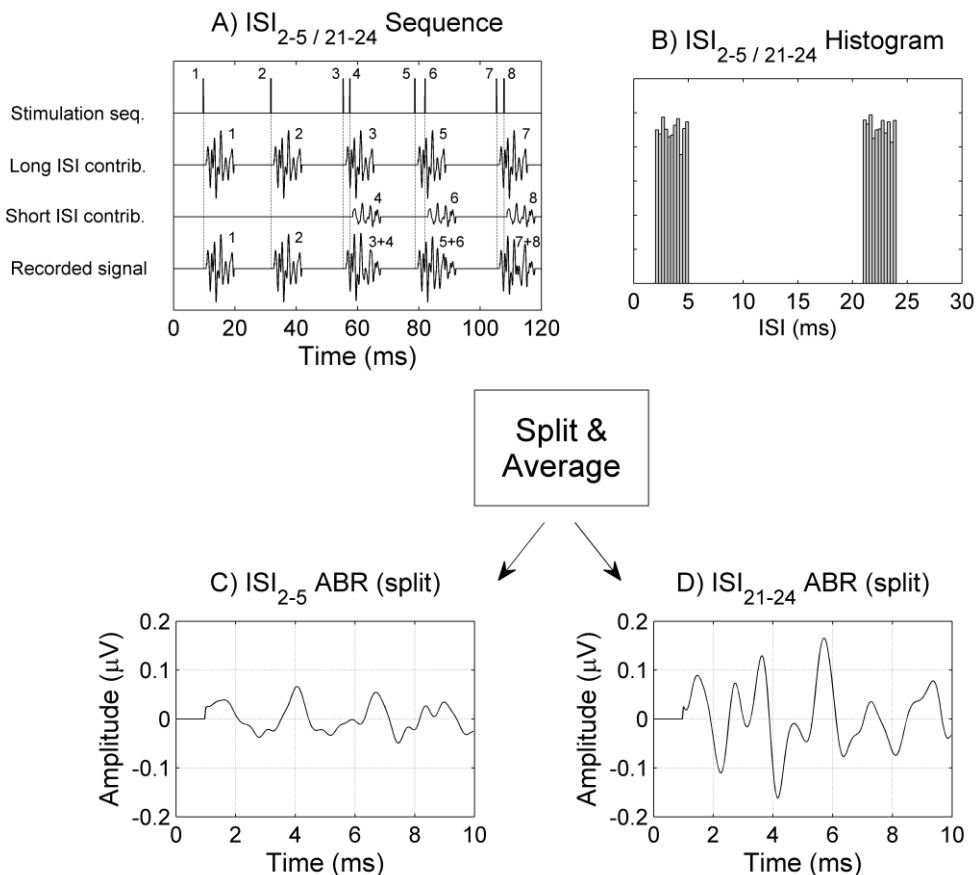 A) ISI2-5 / 21-24 Sequence
1 2 3 4 5 6 7 8
Stimulation seq.
1 2 3 5 7
Long ISI contrib.
4 6 8
Short ISI contrib.
1 2 3+4 5+6 7+8
Recorded signal
0 20 40 60 80 100 120
Time (ms)
B) ISI2-5 / 21-24 Histogram
0 5 10 15 20 25 30
ISI (ms)
Split &
Average
C) ISI2-5 ABR (split)
Amplitude (μV)
0.2
0.1
0
-0.1
-0.2
0 2 4 6 8 10
Time (ms)
D) ISI21-24 ABR (split)
Amplitude (μV)
0.2
0.1
0
-0.1
-0.2
0 2 4 6 8 10
Time (ms)